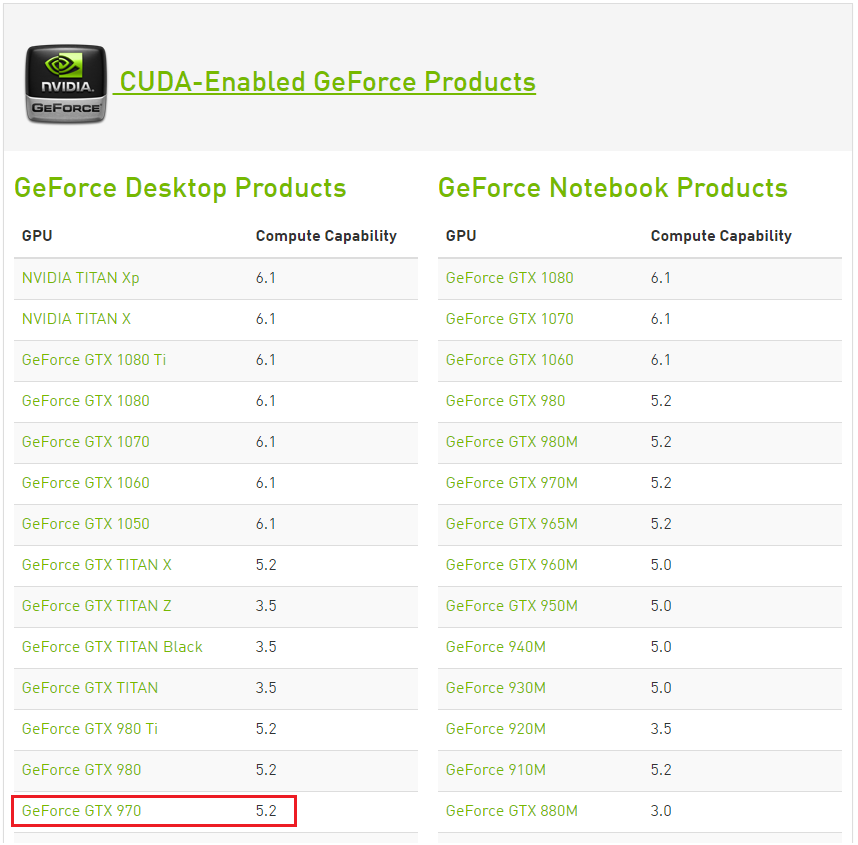 NVIDIA.
GEFORCE
CUDA-Enabled GeForce Products
GeForce Desktop Products
GPU Compute Capability
NVIDIA TITAN Xp 6.1
NVIDIA TITAN X 6.1
GeForce GTX 1080 Ti 6.1
GeForce GTX 1080 6.1
GeForce GTX 1070 6.1
GeForce GTX 1060 6.1
GeForce GTX 1050 6.1
GeForce GTX TITAN X 5.2
GeForce GTX TITAN Z 3.5
GeForce GTX TITAN Black 3.5
GeForce GTX TITAN 3.5
GeForce GTX 980 Ti 5.2
GeForce GTX 980 5.2
GeForce GTX 970 5.2
GeForce Notebook Products
GPU Compute Capability
GeForce GTX 1080 6.1
GeForce GTX 1070 6.1
GeForce GTX 1060 6.1
GeForce GTX 980 5.2
GeForce GTX 980M 5.2
GeForce GTX 970M 5.2
GeForce GTX 965M 5.2
GeForce GTX 960M 5.0
GeForce GTX 950M 5.0
GeForce 940M 5.0
GeForce 930M 5.0
GeForce 920M 3.5
GeForce 910M 5.2
GeForce GTX 880M 3.0